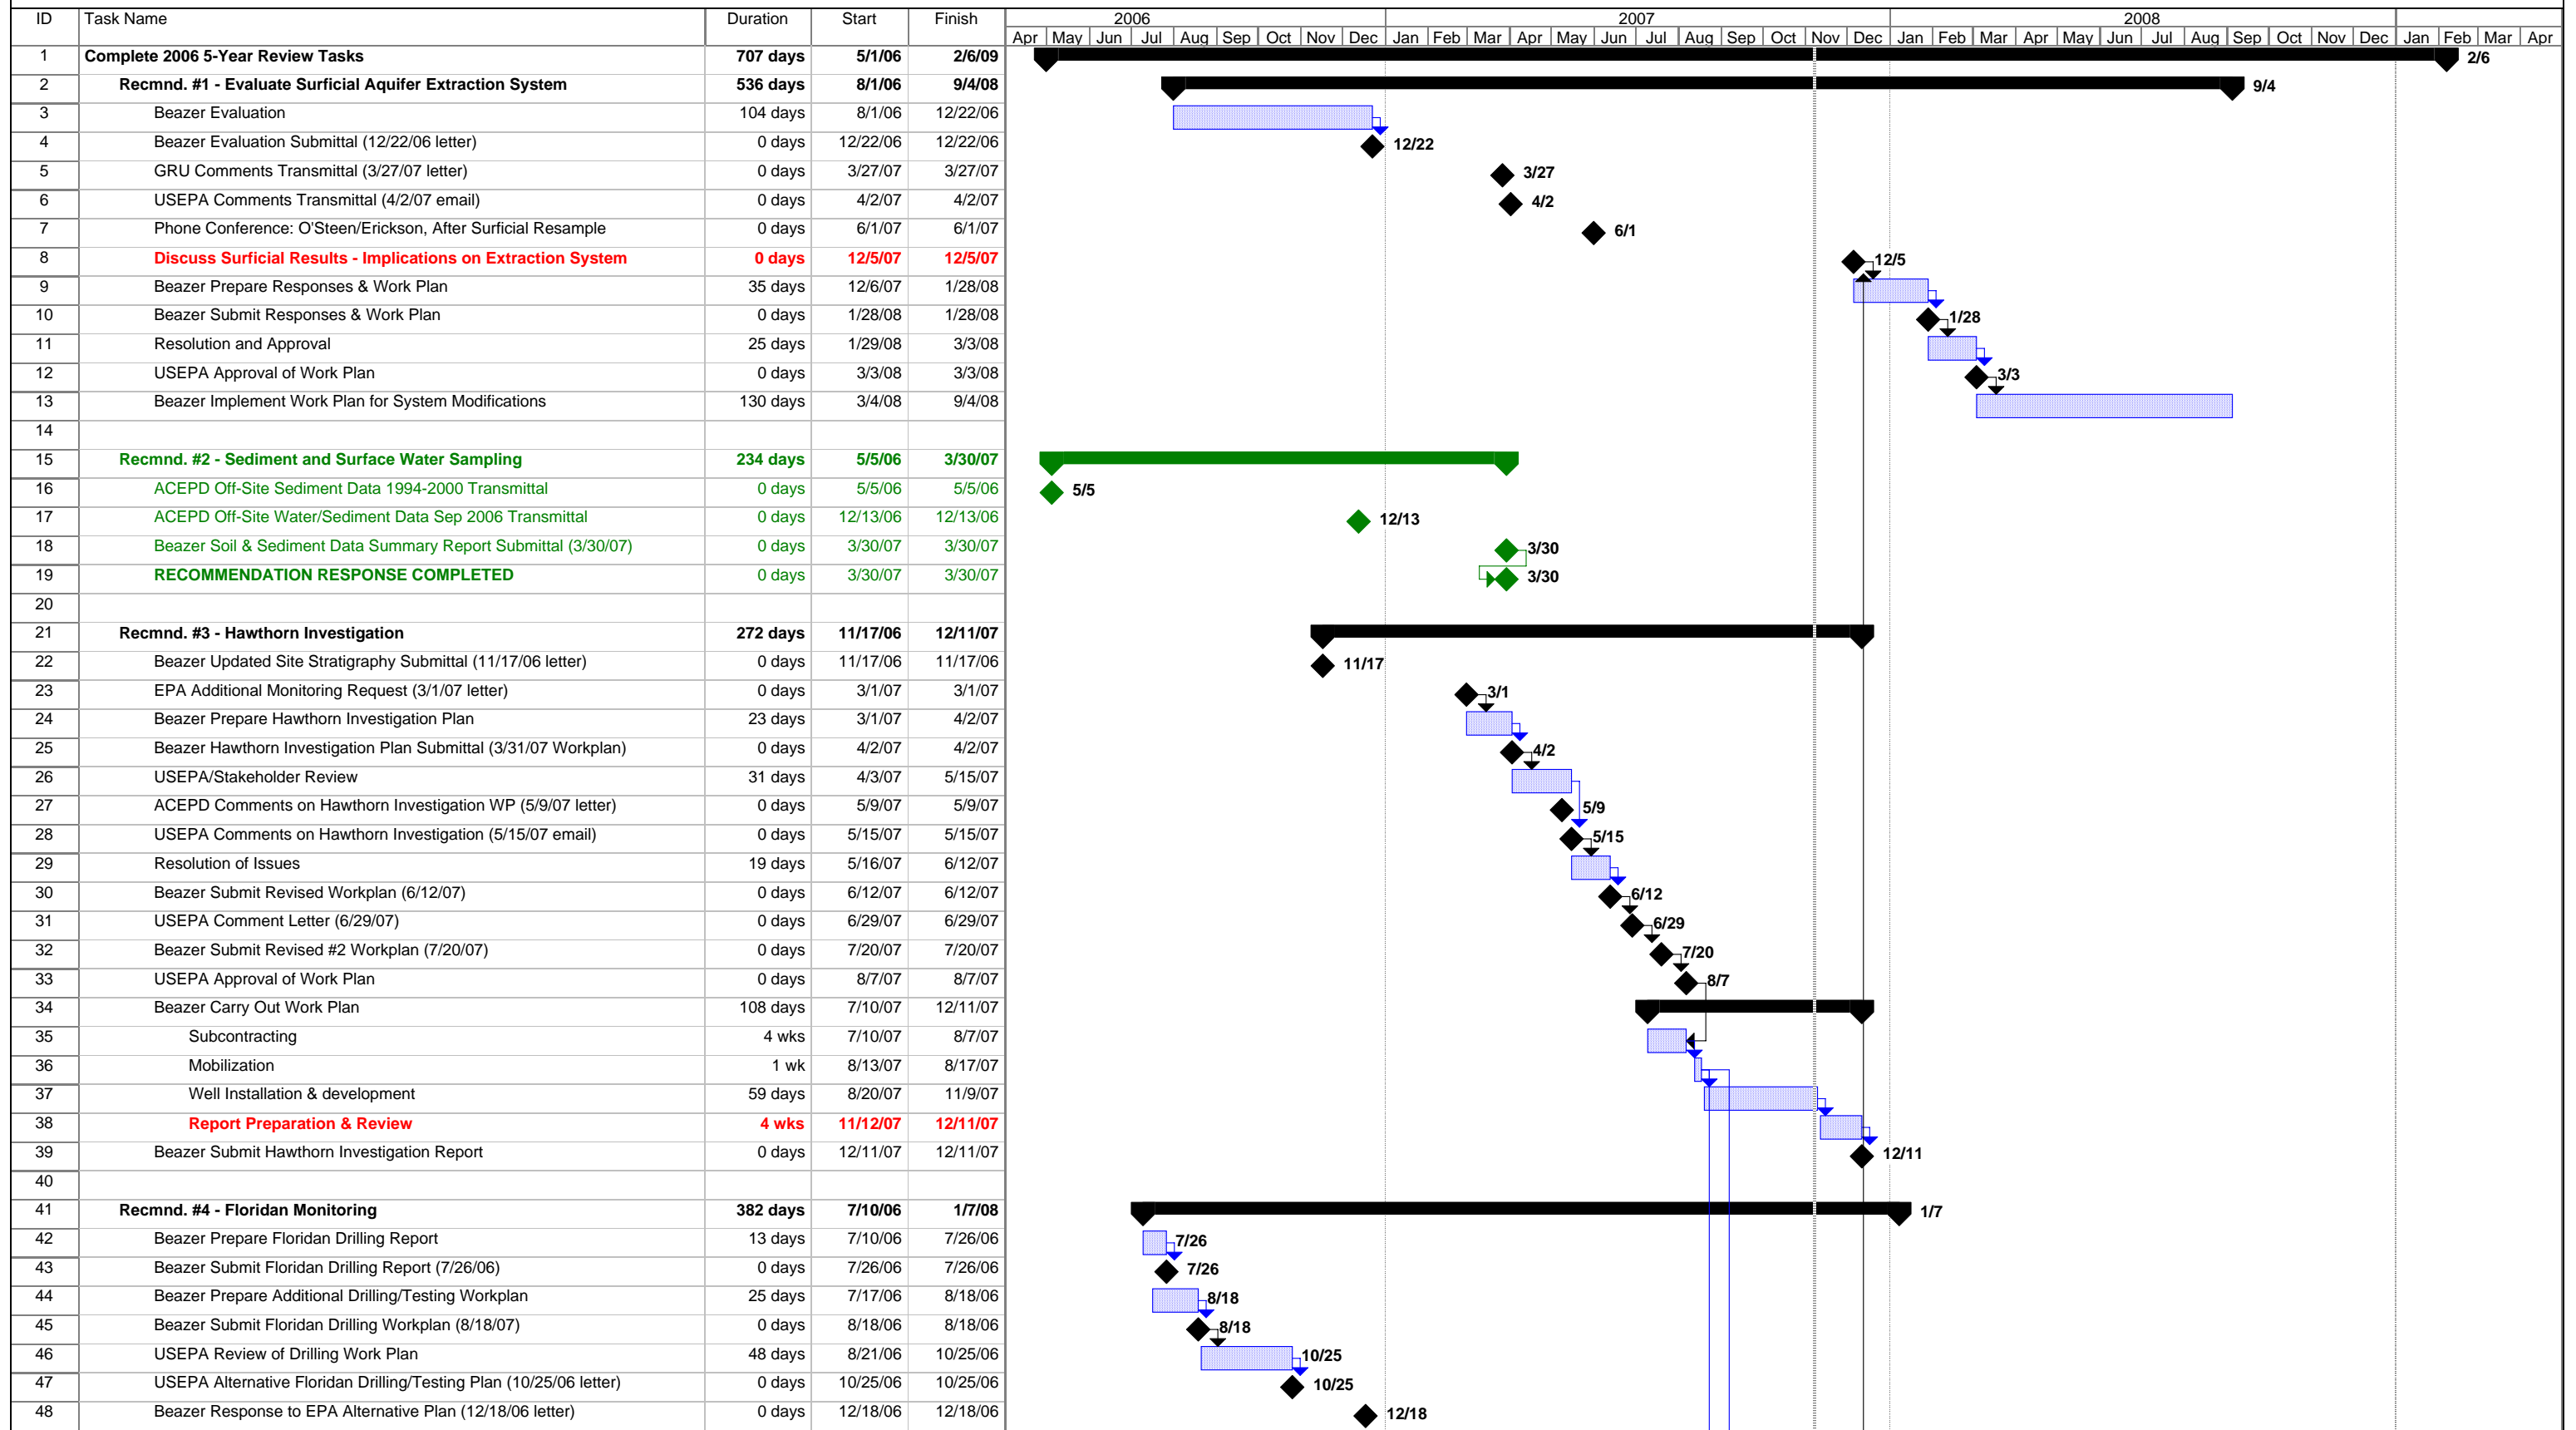 ID Task Name Duration Start Finish 2006 2007 2008
Apr May Jun Jul Aug Sep Oct Nov Dec Jan Feb Mar Apr May Jun Jul Aug Sep Oct Nov Dec Jan Feb Mar Apr May Jun Jul Aug Sep Oct Nov Dec Jan Feb Mar Apr
1 Complete 2006 5-Year Review Tasks 707 days 5/1/06 2/6/09 2/6
2 Recmnd. #1 - Evaluate Surficial Aquifer Extraction System 536 days 8/1/06 9/4/08 9/4
3 Beazer Evaluation 104 days 8/1/06 12/22/06
4 Beazer Evaluation Submittal (12/22/06 letter) 0 days 12/22/06 12/22/06 12/22
5 GRU Comments Transmittal (3/27/07 letter) 0 days 3/27/07 3/27/07 3/27
6 USEPA Comments Transmittal (4/2/07 email) 0 days 4/2/07 4/2/07 4/2
7 Phone Conference: O'Steen/Erickson, After Surficial Resample 0 days 6/1/07 6/1/07 6/1
8 Discuss Surficial Results - Implications on Extraction System 0 days 12/5/07 12/5/07 12/5
9 Beazer Prepare Responses & Work Plan 35 days 12/6/07 1/28/08
10 Beazer Submit Responses & Work Plan 0 days 1/28/08 1/28/08 1/28
11 Resolution and Approval 25 days 1/29/08 3/3/08
12 USEPA Approval of Work Plan 0 days 3/3/08 3/3/08 3/3
13 Beazer Implement Work Plan for System Modifications 130 days 3/4/08 9/4/08
14
15 Recmnd. #2 - Sediment and Surface Water Sampling 234 days 5/5/06 3/30/07
16 ACEPD Off-Site Sediment Data 1994-2000 Transmittal 0 days 5/5/06 5/5/06 5/5
17 ACEPD Off-Site Water/Sediment Data Sep 2006 Transmittal 0 days 12/13/06 12/13/06 12/13
18 Beazer Soil & Sediment Data Summary Report Submittal (3/30/07) 0 days 3/30/07 3/30/07 3/30
19 RECOMMENDATION RESPONSE COMPLETED 0 days 3/30/07 3/30/07 3/30
20
21 Recmnd. #3 - Hawthorn Investigation 272 days 11/17/06 12/11/07
22 Beazer Updated Site Stratigraphy Submittal (11/17/06 letter) 0 days 11/17/06 11/17/06 11/17
23 EPA Additional Monitoring Request (3/1/07 letter) 0 days 3/1/07 3/1/07 3/1
24 Beazer Prepare Hawthorn Investigation Plan 23 days 3/1/07 4/2/07
25 Beazer Hawthorn Investigation Plan Submittal (3/31/07 Workplan) 0 days 4/2/07 4/2/07 4/2
26 USEPA/Stakeholder Review 31 days 4/3/07 5/15/07
27 ACEPD Comments on Hawthorn Investigation WP (5/9/07 letter) 0 days 5/9/07 5/9/07 5/9
28 USEPA Comments on Hawthorn Investigation (5/15/07 email) 0 days 5/15/07 5/15/07 5/15
29 Resolution of Issues 19 days 5/16/07 6/12/07
30 Beazer Submit Revised Workplan (6/12/07) 0 days 6/12/07 6/12/07 6/12
31 USEPA Comment Letter (6/29/07) 0 days 6/29/07 6/29/07 6/29
32 Beazer Submit Revised #2 Workplan (7/20/07) 0 days 7/20/07 7/20/07 7/20
33 USEPA Approval of Work Plan 0 days 8/7/07 8/7/07 8/7
34 Beazer Carry Out Work Plan 108 days 7/10/07 12/11/07
35 Subcontracting 4 wks 7/10/07 8/7/07
36 Mobilization 1 wk 8/13/07 8/17/07
37 Well Installation & development 59 days 8/20/07 11/9/07
38 Report Preparation & Review 4 wks 11/12/07 12/11/07
39 Beazer Submit Hawthorn Investigation Report 0 days 12/11/07 12/11/07 12/11
40
41 Recmnd. #4 - Floridan Monitoring 382 days 7/10/06 1/7/08 1/7
42 Beazer Prepare Floridan Drilling Report 13 days 7/10/06 7/26/06 7/26
43 Beazer Submit Floridan Drilling Report (7/26/06) 0 days 7/26/06 7/26/06 7/26
44 Beazer Prepare Additional Drilling/Testing Workplan 25 days 7/17/06 8/18/06 8/18
45 Beazer Submit Floridan Drilling Workplan (8/18/07) 0 days 8/18/06 8/18/06 8/18
46 USEPA Review of Drilling Work Plan 48 days 8/21/06 10/25/06 10/25
47 USEPA Alternative Floridan Drilling/Testing Plan (10/25/06 letter) 0 days 10/25/06 10/25/06 10/25
48 Beazer Response to EPA Alternative Plan (12/18/06 letter) 0 days 12/18/06 12/18/06 12/18